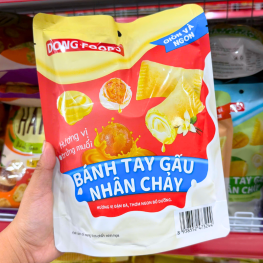 DONG FOODS
GIÒN VÀ
NGON
Hương vị
trứng muối
BÁNH TAY GẤU
NHÂN CHẢY
HƯƠNG VỊ ĐẬM ĐÀ, THƠM NGON BỔ DƯỠNG